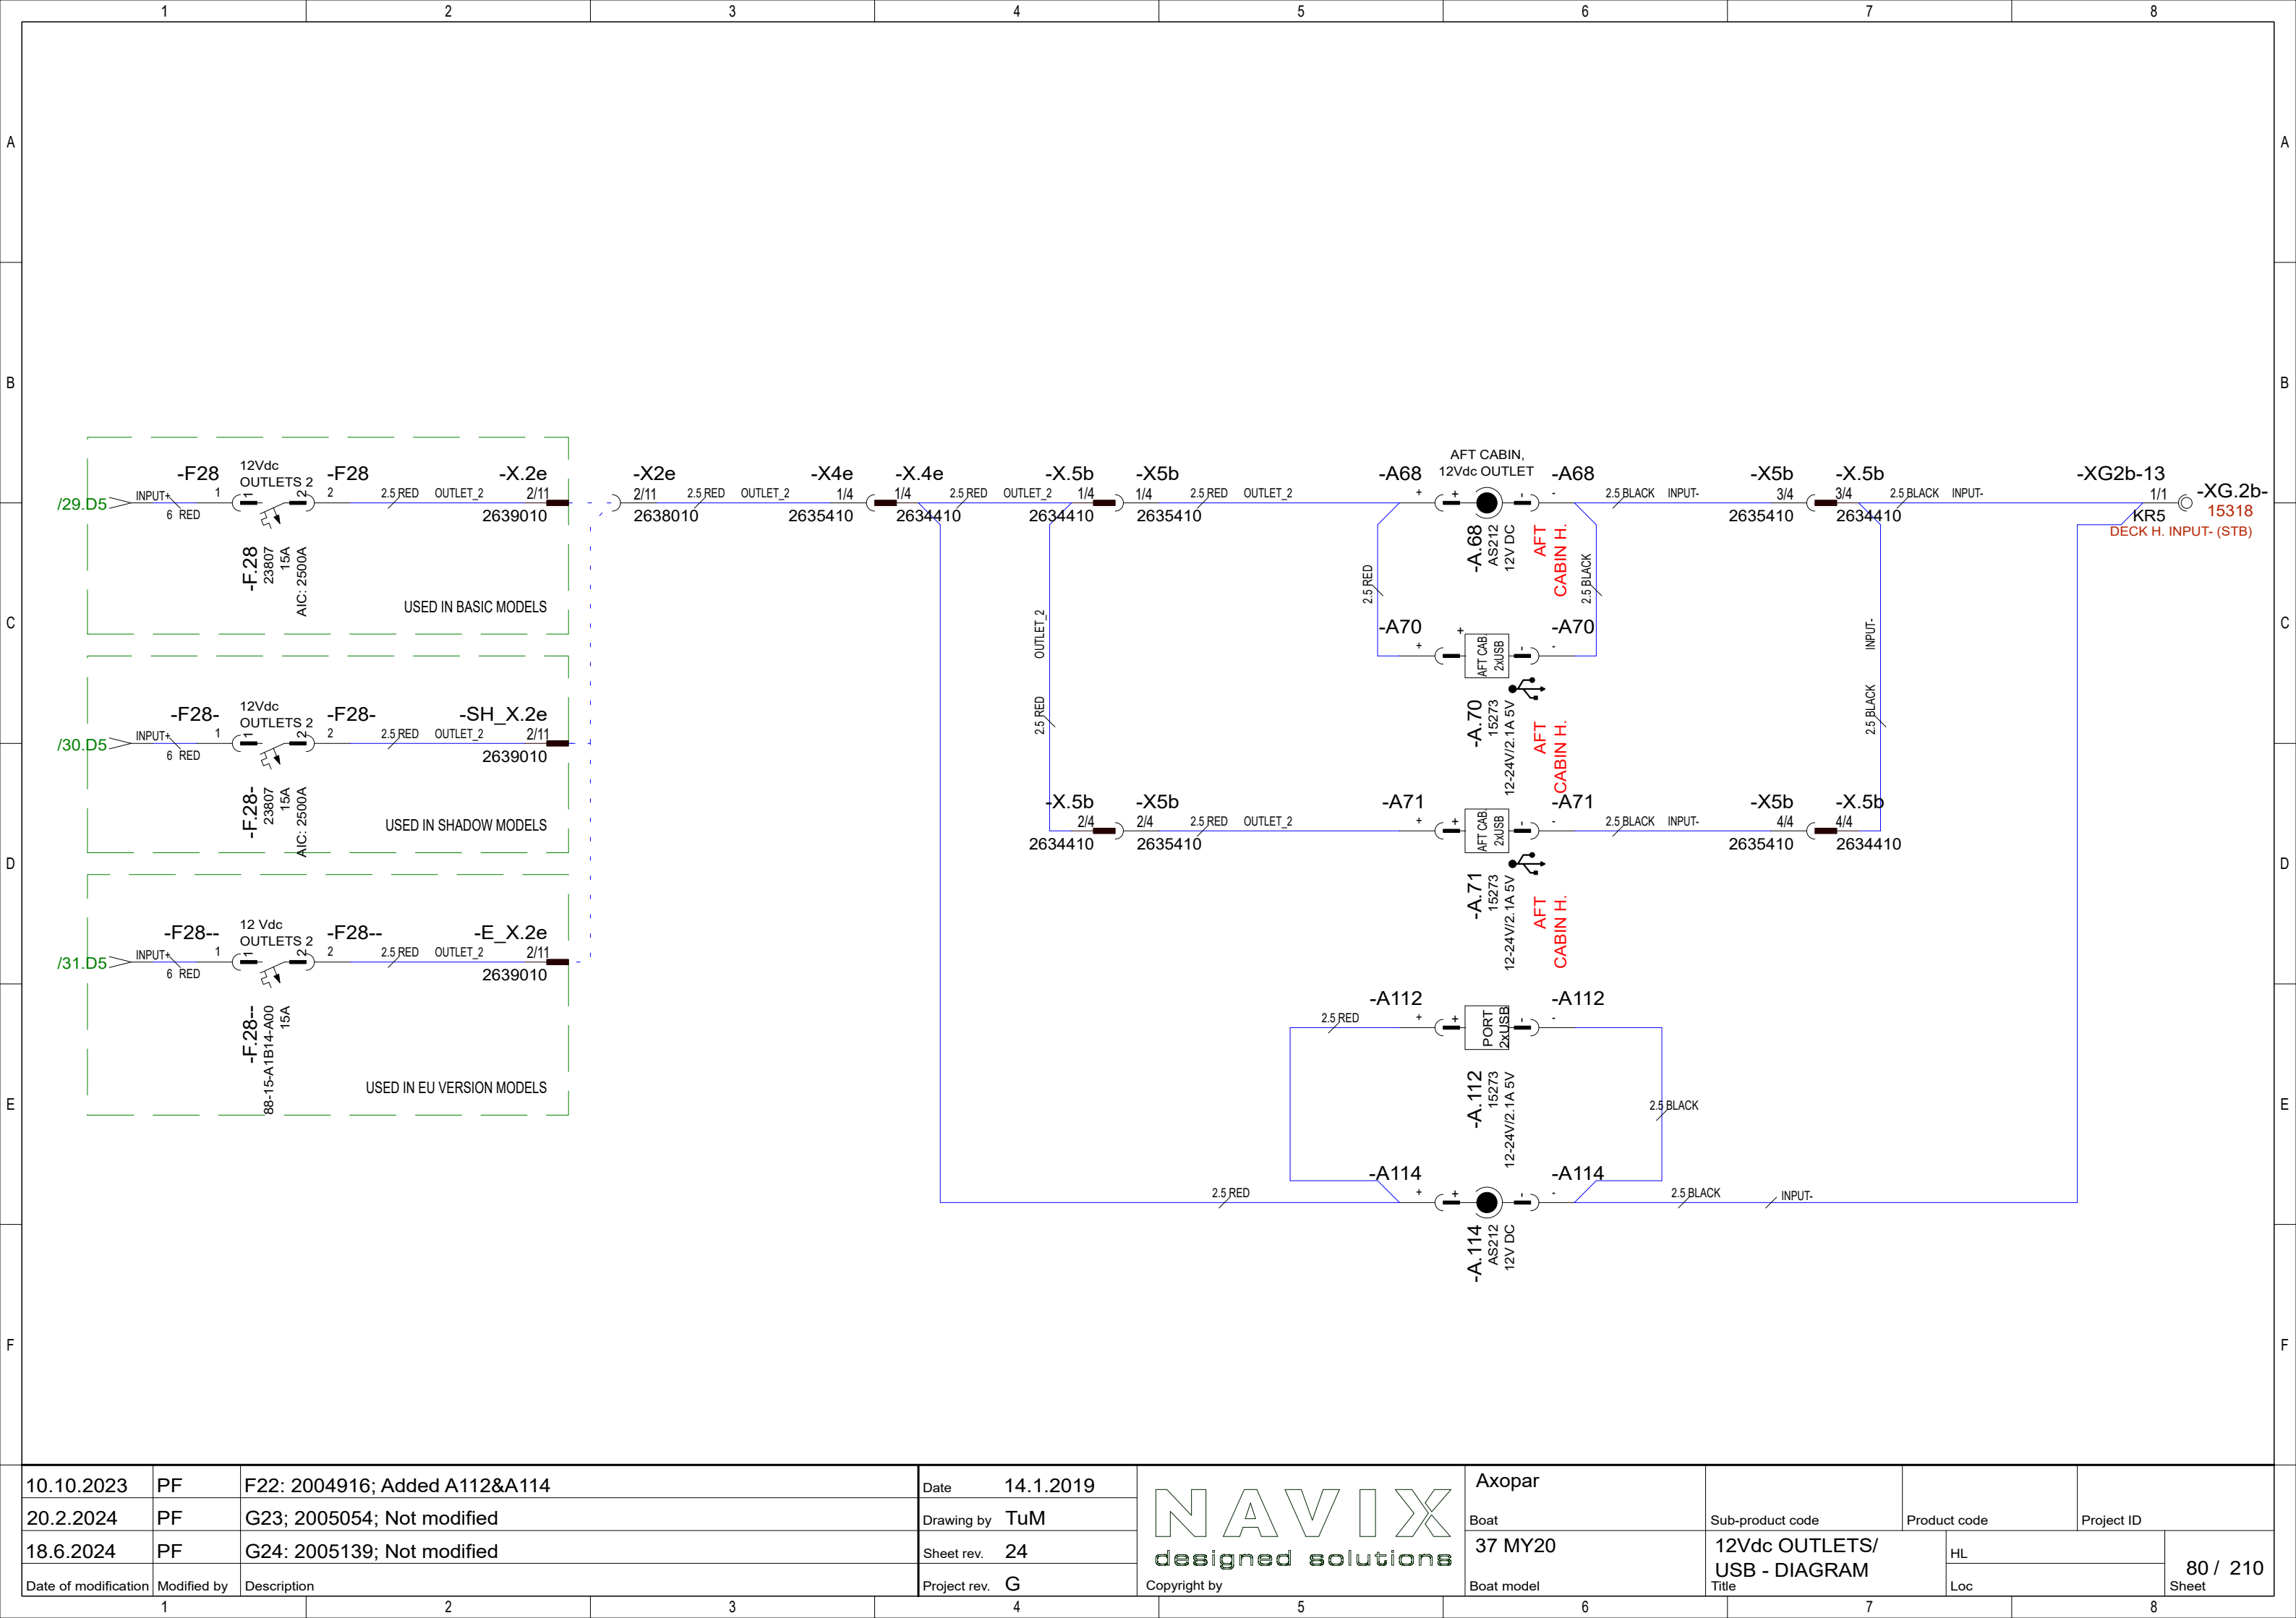 1 2 3 4 5 6 7 8
A A
B B
C C
D D
E E
F F
/29.D5 INPUT+ 6 RED
-F28 1
12Vdc
OUTLETS 2
1 2
-F28 2
2.5 RED OUTLET_2
-X.2e
2/11
2639010
-F.28
23807
15A
AIC: 2500A
USED IN BASIC MODELS
/30.D5 INPUT+ 6 RED
-F28- 1
12Vdc
OUTLETS 2
1 2
-F28- 2
2.5 RED OUTLET_2
-SH_X.2e
2/11
2639010
-F.28-
23807
15A
AIC: 2500A
USED IN SHADOW MODELS
/31.D5 INPUT+ 6 RED
-F28-- 1
12 Vdc
OUTLETS 2
1 2
-F28-- 2
2.5 RED OUTLET_2
-E_X.2e
2/11
2639010
-F.28--
88-15-A1B14-A00
15A
USED IN EU VERSION MODELS
-X2e
2/11
2638010
2.5 RED OUTLET_2
-X4e
1/4
2635410
-X.4e
1/4
2634410
2.5 RED OUTLET_2
-X.5b
1/4
2634410
-X5b
1/4
2635410
2.5 RED OUTLET_2
-A68
+
AFT CABIN,
12Vdc OUTLET
+ -
-A68
-
-A.68
AS212
12V DC
AFT
CABIN H.
2.5 BLACK INPUT-
-X5b
3/4
2635410
-X.5b
3/4
2634410
2.5 BLACK INPUT-
-XG2b-13
1/1
KR5
-XG.2b-
15318
DECK H. INPUT- (STB)
2.5 RED
2.5 BLACK
-A70
+
+
AFT CAB.
2xUSB
-
-A70
-
-A.70
15273
12-24V/2.1A 5V
AFT
CABIN H.
OUTLET_2
2.5 RED
INPUT-
2.5 BLACK
-X.5b
2/4
2634410
-X5b
2/4
2635410
2.5 RED OUTLET_2
-A71
+
+
AFT CAB.
2xUSB
-
-A71
-
-A.71
15273
12-24V/2.1A 5V
AFT
CABIN H.
2.5 BLACK INPUT-
-X5b
4/4
2635410
-X.5b
4/4
2634410
2.5 RED
-A112
+
+
PORT
2xUSB
-
-A112
-
-A.112
15273
12-24V/2.1A 5V
2.5 BLACK
2.5 RED
-A114
+
+ -
-A114
-
-A.114
AS212
12V DC
2.5 BLACK
INPUT-
10.10.2023 PF F22: 2004916; Added A112&A114
20.2.2024 PF G23; 2005054; Not modified
18.6.2024 PF G24: 2005139; Not modified
Date of modification Modified by Description
Date 14.1.2019
Drawing by TuM
Sheet rev. 24
Project rev. G
NAVIX
designed solutions
Copyright by
Axopar
Boat
37 MY20
Boat model
Sub-product code
Product code
Project ID
12Vdc OUTLETS/
USB - DIAGRAM
Title
HL
Loc
80 / 210
Sheet
1 2 3 4 5 6 7 8